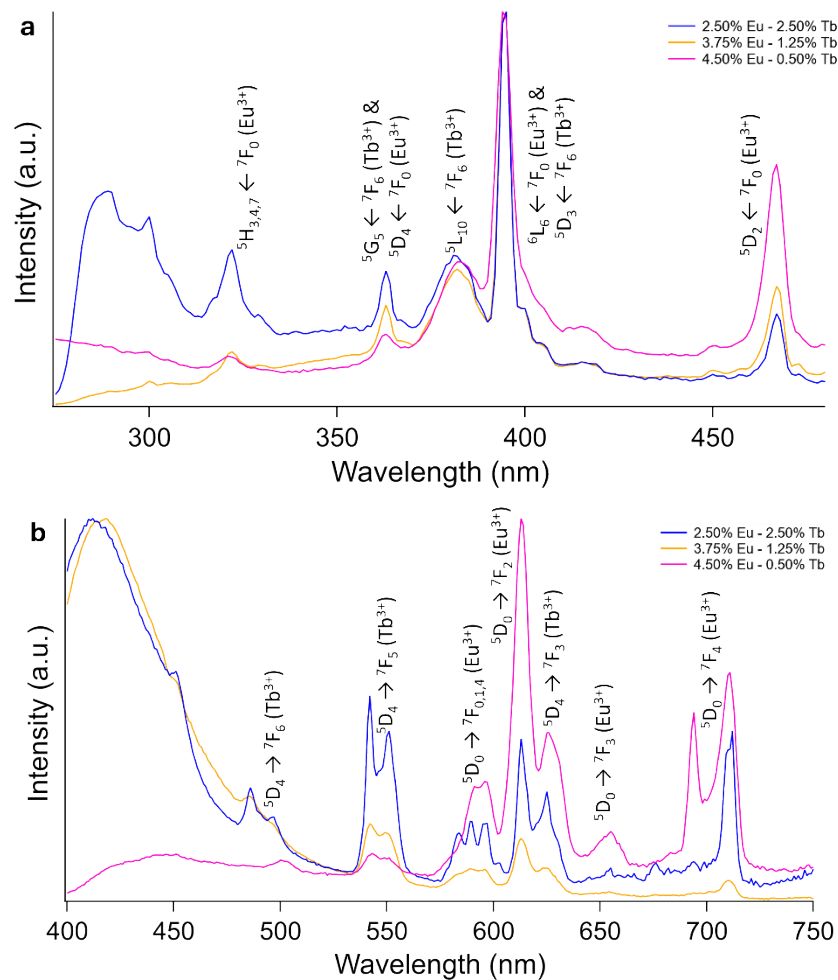 a
2.50% Eu - 2.50% Tb
3.75% Eu - 1.25% Tb
4.50% Eu - 0.50% Tb
⁵H₃,₄,₇ ← ⁷F₀ (Eu³⁺)
⁵G₅ ← ⁷F₆ (Tb³⁺) &
⁵D₄ ← ⁷F₀ (Eu³⁺)
⁵L₁₀ ← ⁷F₆ (Tb³⁺)
⁶L₆ ← ⁷F₀ (Eu³⁺) &
⁵D₃ ← ⁷F₆ (Tb³⁺)
⁵D₂ ← ⁷F₀ (Eu³⁺)
Intensity (a.u.)
300 350 400 450
Wavelength (nm)
b
2.50% Eu - 2.50% Tb
3.75% Eu - 1.25% Tb
4.50% Eu - 0.50% Tb
⁵D₄ → ⁷F₆ (Tb³⁺)
⁵D₄ → ⁷F₅ (Tb³⁺)
⁵D₀ → ⁷F₀,₁,₄ (Eu³⁺)
⁵D₀ → ⁷F₂ (Eu³⁺)
⁵D₄ → ⁷F₃ (Tb³⁺)
⁵D₀ → ⁷F₃ (Eu³⁺)
⁵D₀ → ⁷F₄ (Eu³⁺)
Intensity (a.u.)
400 450 500 550 600 650 700 750
Wavelength (nm)